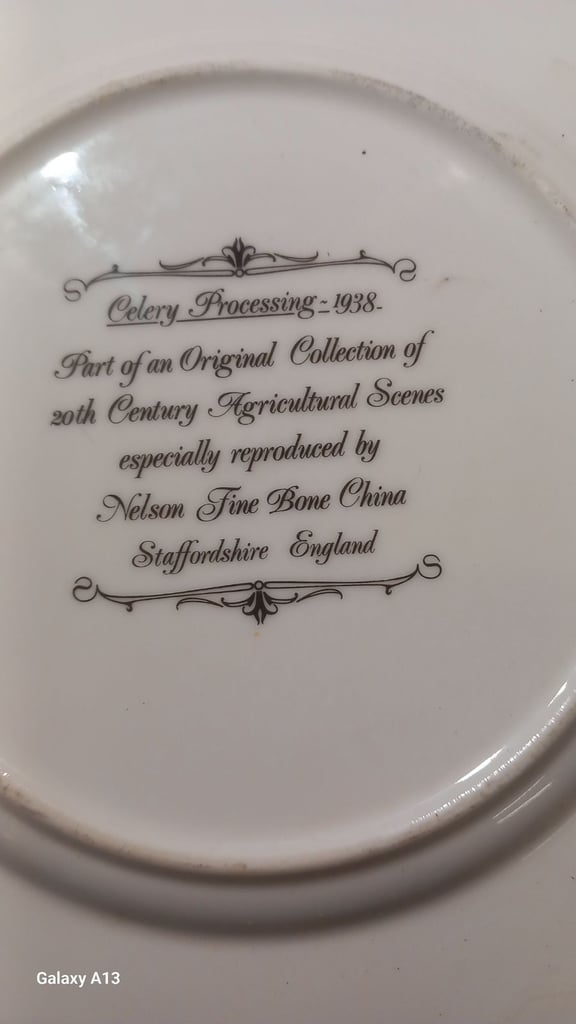 Celery Processing ~ 1938.
Part of an Original Collection of
20th Century Agricultural Scenes
especially reproduced by
Nelson Fine Bone China
Staffordshire England
Galaxy A13